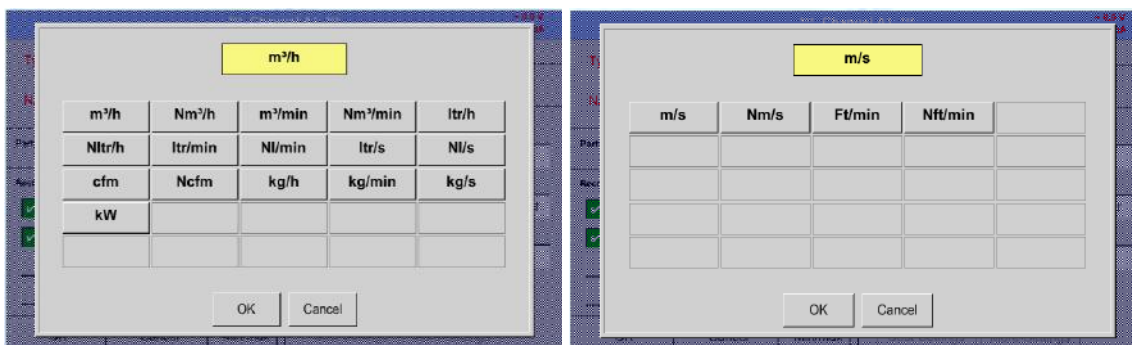 m³/h
m³/h Nm³/h m³/min Nm³/min ltr/h
Nltr/h ltr/min Nl/min ltr/s Nl/s
cfm Ncfm kg/h kg/min kg/s
kW
OK Cancel
m/s
m/s Nm/s Ft/min Nft/min
OK Cancel